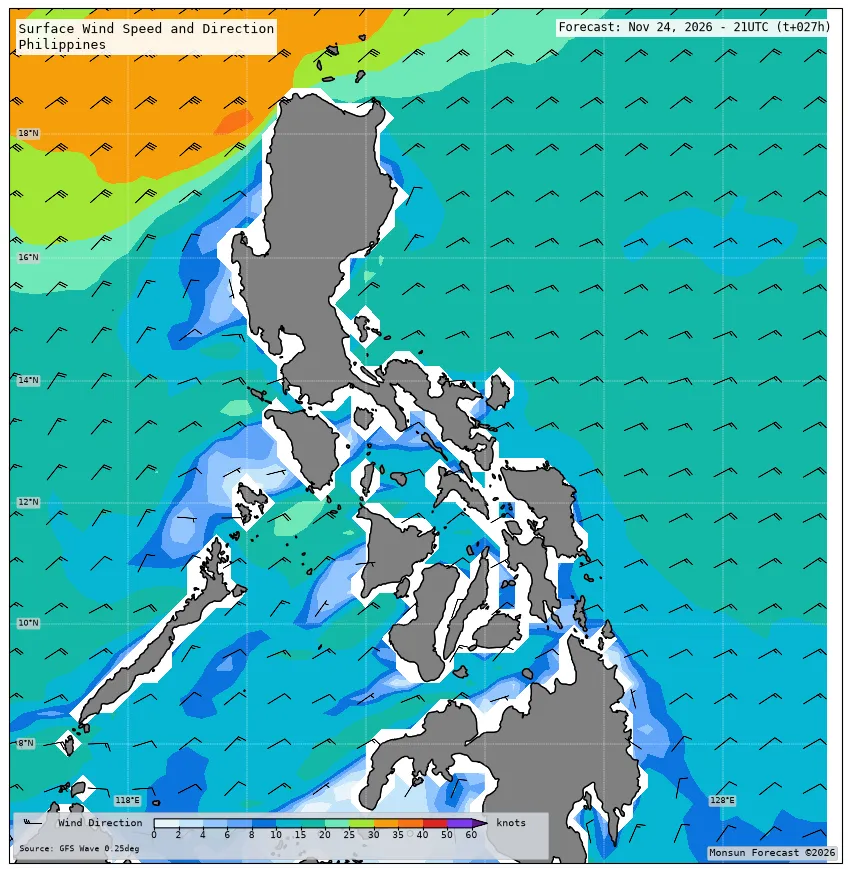 Surface Wind Speed and Direction
Philippines
Forecast: Nov 24, 2026 - 21UTC (t+027h)
18°N
16°N
14°N
12°N
10°N
8°N
118°E
128°E
Wind Direction
knots
0 2 4 6 8 10 15 20 25 30 35 40 50 60
Source: GFS Wave 0.25deg
Monsun Forecast ©2026